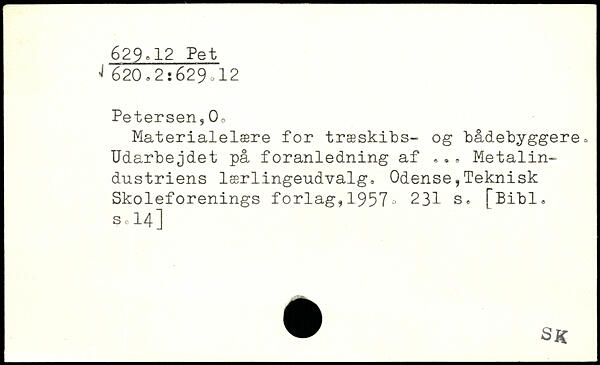 629.12 Pet
√ 620.2:629.12
Petersen,O.
Materialelære for træskibs- og bådebyggere.
Udarbejdet på foranledning af ... Metalin-
dustriens lærlingeudvalg. Odense,Teknisk
Skoleforenings forlag,1957. 231 s. [Bibl.
s.14]
SK